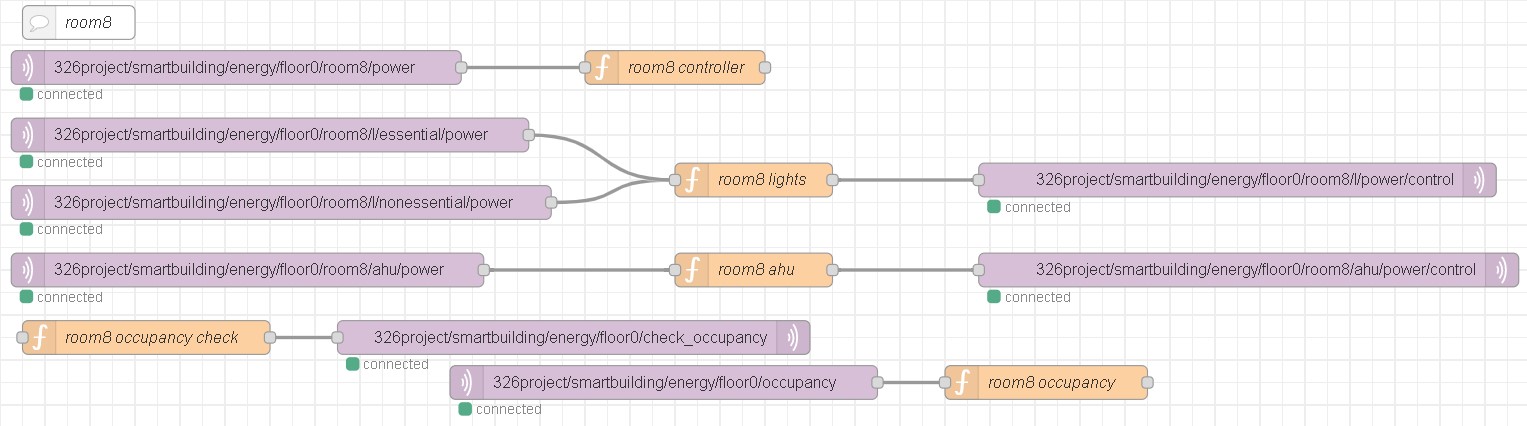 room8
326project/smartbuilding/energy/floor0/room8/power
room8 controller
connected
326project/smartbuilding/energy/floor0/room8/l/essential/power
connected
room8 lights
326project/smartbuilding/energy/floor0/room8/l/power/control
326project/smartbuilding/energy/floor0/room8/l/nonessential/power
connected
connected
326project/smartbuilding/energy/floor0/room8/ahu/power
room8 ahu
326project/smartbuilding/energy/floor0/room8/ahu/power/control
connected
connected
room8 occupancy check
326project/smartbuilding/energy/floor0/check_occupancy
connected
326project/smartbuilding/energy/floor0/occupancy
room8 occupancy
connected